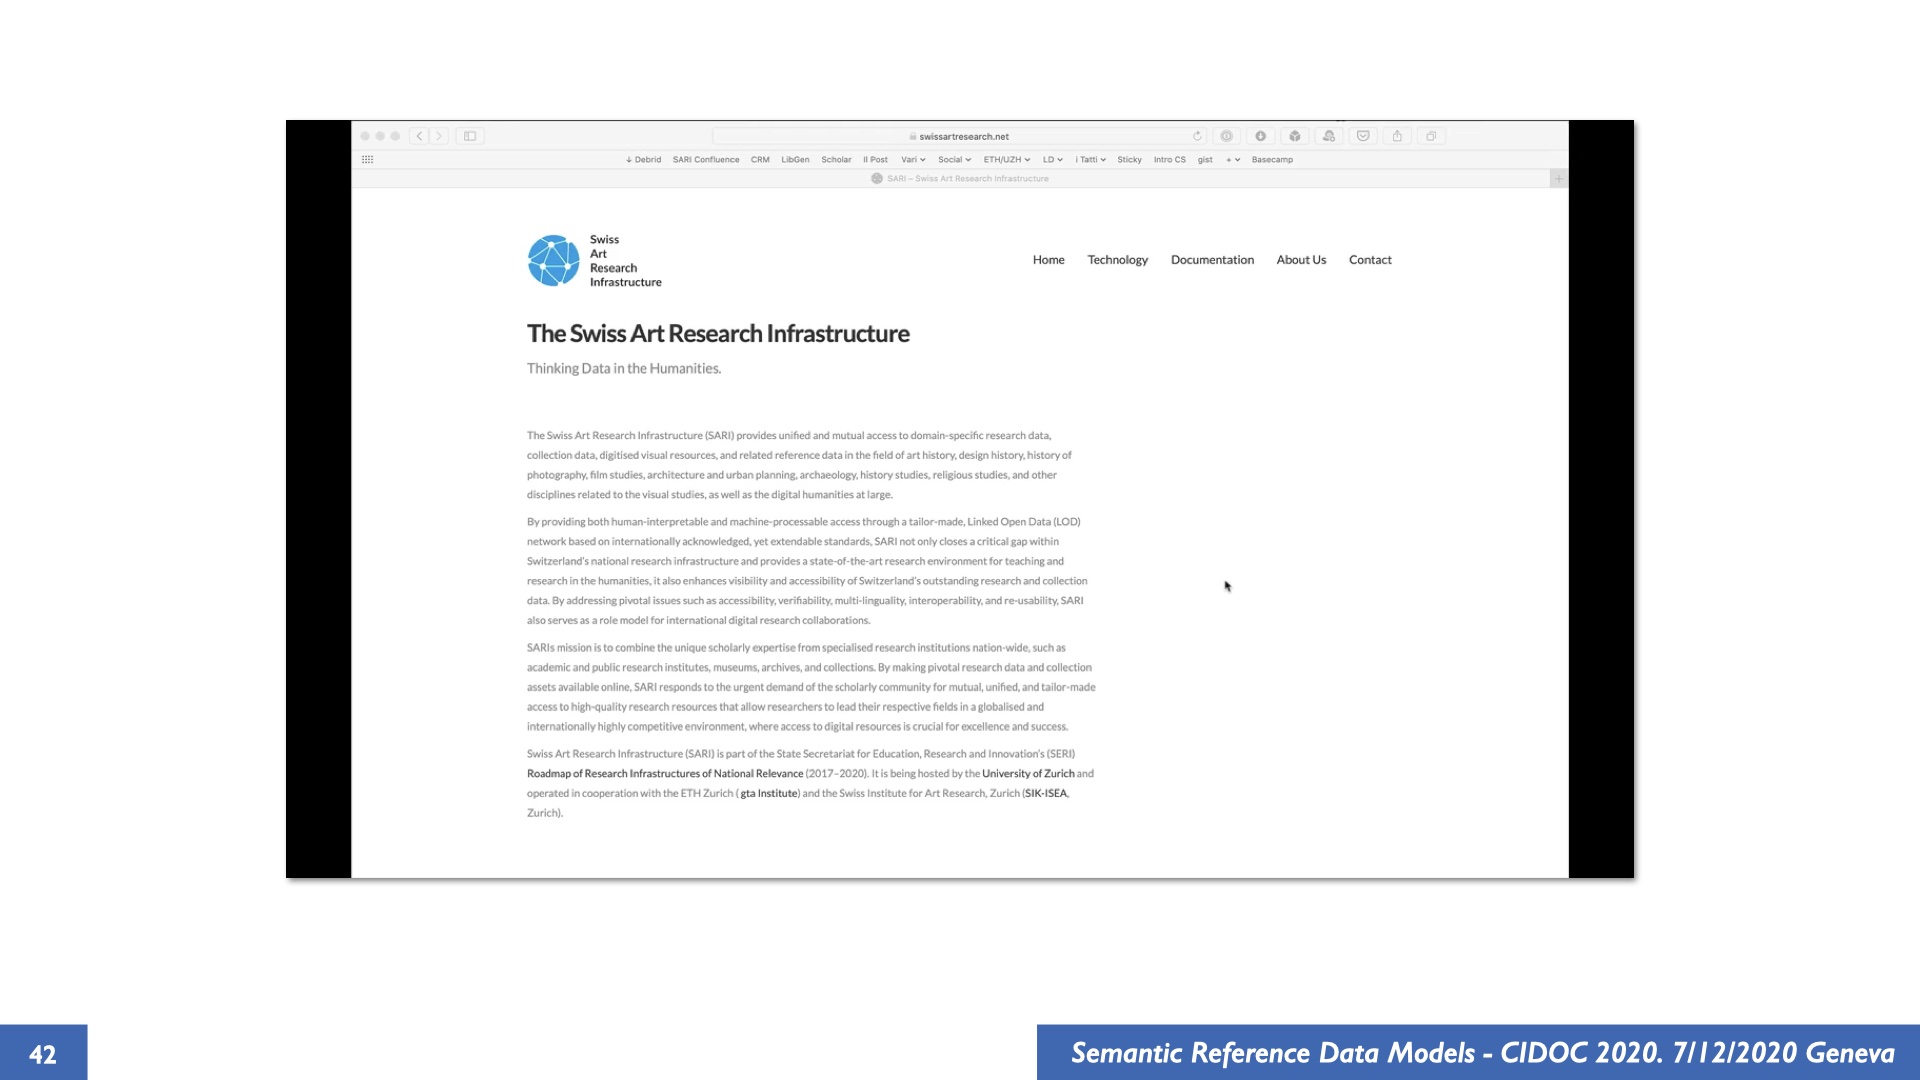 swissartresearch.net
Debrid SARI Confluence CRM LibGen Scholar Il Post Vari Social ETH/UZH LD i Tatti Sticky Intro CS gist + Basecamp
SARI – Swiss Art Research Infrastructure
Swiss
Art
Research
Infrastructure
Home Technology Documentation About Us Contact
The Swiss Art Research Infrastructure
Thinking Data in the Humanities.
The Swiss Art Research Infrastructure (SARI) provides unified and mutual access to domain-specific research data,
collection data, digitised visual resources, and related reference data in the field of art history, design history, history of
photography, film studies, architecture and urban planning, archaeology, history studies, religious studies, and other
disciplines related to the visual studies, as well as the digital humanities at large.
By providing both human-interpretable and machine-processable access through a tailor-made, Linked Open Data (LOD)
network based on internationally acknowledged, yet extendable standards, SARI not only closes a critical gap within
Switzerland's national research infrastructure and provides a state-of-the-art research environment for teaching and
research in the humanities, it also enhances visibility and accessibility of Switzerland's outstanding research and collection
data. By addressing pivotal issues such as accessibility, verifiability, multi-linguality, interoperability, and re-usability, SARI
also serves as a role model for international digital research collaborations.
SARIs mission is to combine the unique scholarly expertise from specialised research institutions nation-wide, such as
academic and public research institutes, museums, archives, and collections. By making pivotal research data and collection
assets available online, SARI responds to the urgent demand of the scholarly community for mutual, unified, and tailor-made
access to high-quality research resources that allow researchers to lead their respective fields in a globalised and
internationally highly competitive environment, where access to digital resources is crucial for excellence and success.
Swiss Art Research Infrastructure (SARI) is part of the State Secretariat for Education, Research and Innovation's (SERI)
Roadmap of Research Infrastructures of National Relevance (2017–2020). It is being hosted by the University of Zurich and
operated in cooperation with the ETH Zurich ( gta Institute) and the Swiss Institute for Art Research, Zurich (SIK-ISEA,
Zurich).
42
Semantic Reference Data Models - CIDOC 2020. 7/12/2020 Geneva